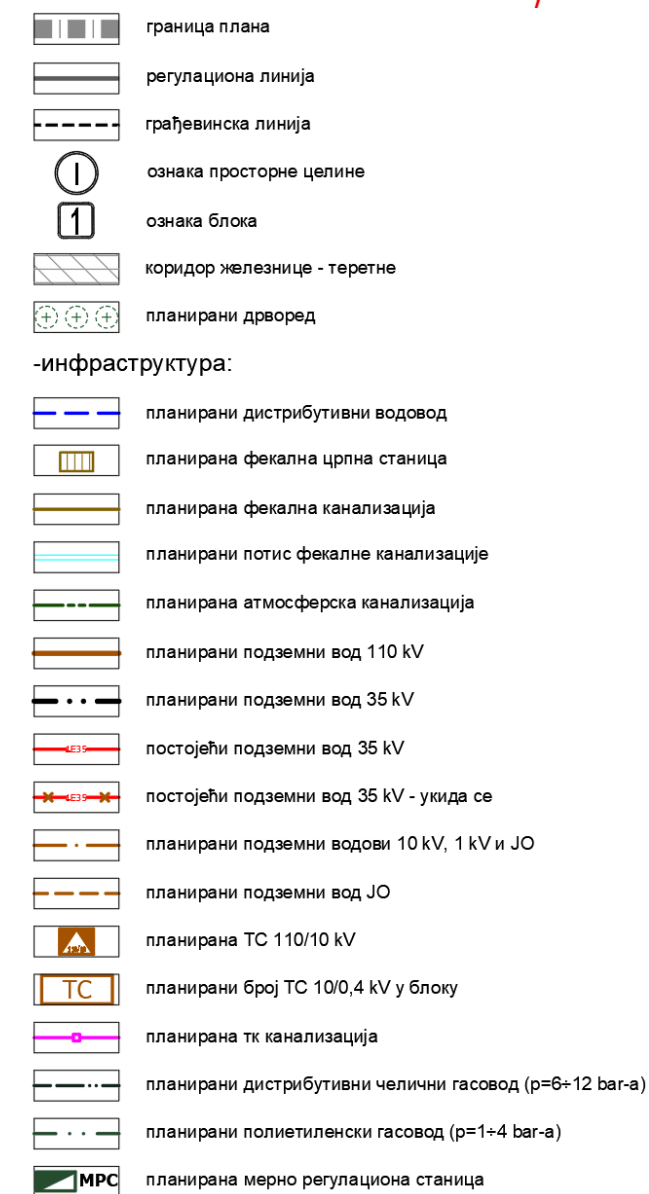 граница плана
регулациона линија
грађевинска линија
I ознака просторне целине
1 ознака блока
коридор железнице - теретне
планирани дрворед
-инфраструктура:
планирани дистрибутивни водовод
планирана фекална црпна станица
планирана фекална канализација
планирани потис фекалне канализације
планирана атмосферска канализација
планирани подземни вод 110 kV
планирани подземни вод 35 kV
постојећи подземни вод 35 kV
постојећи подземни вод 35 kV - укида се
планирани подземни водови 10 kV, 1 kV и ЈО
планирани подземни вод ЈО
планирана ТС 110/10 kV
ТС планирани број ТС 10/0,4 kV у блоку
планирана тк канализација
планирани дистрибутивни челични гасовод (р=6÷12 bar-a)
планирани полиетиленски гасовод (р=1÷4 bar-a)
МРС планирана мерно регулациона станица